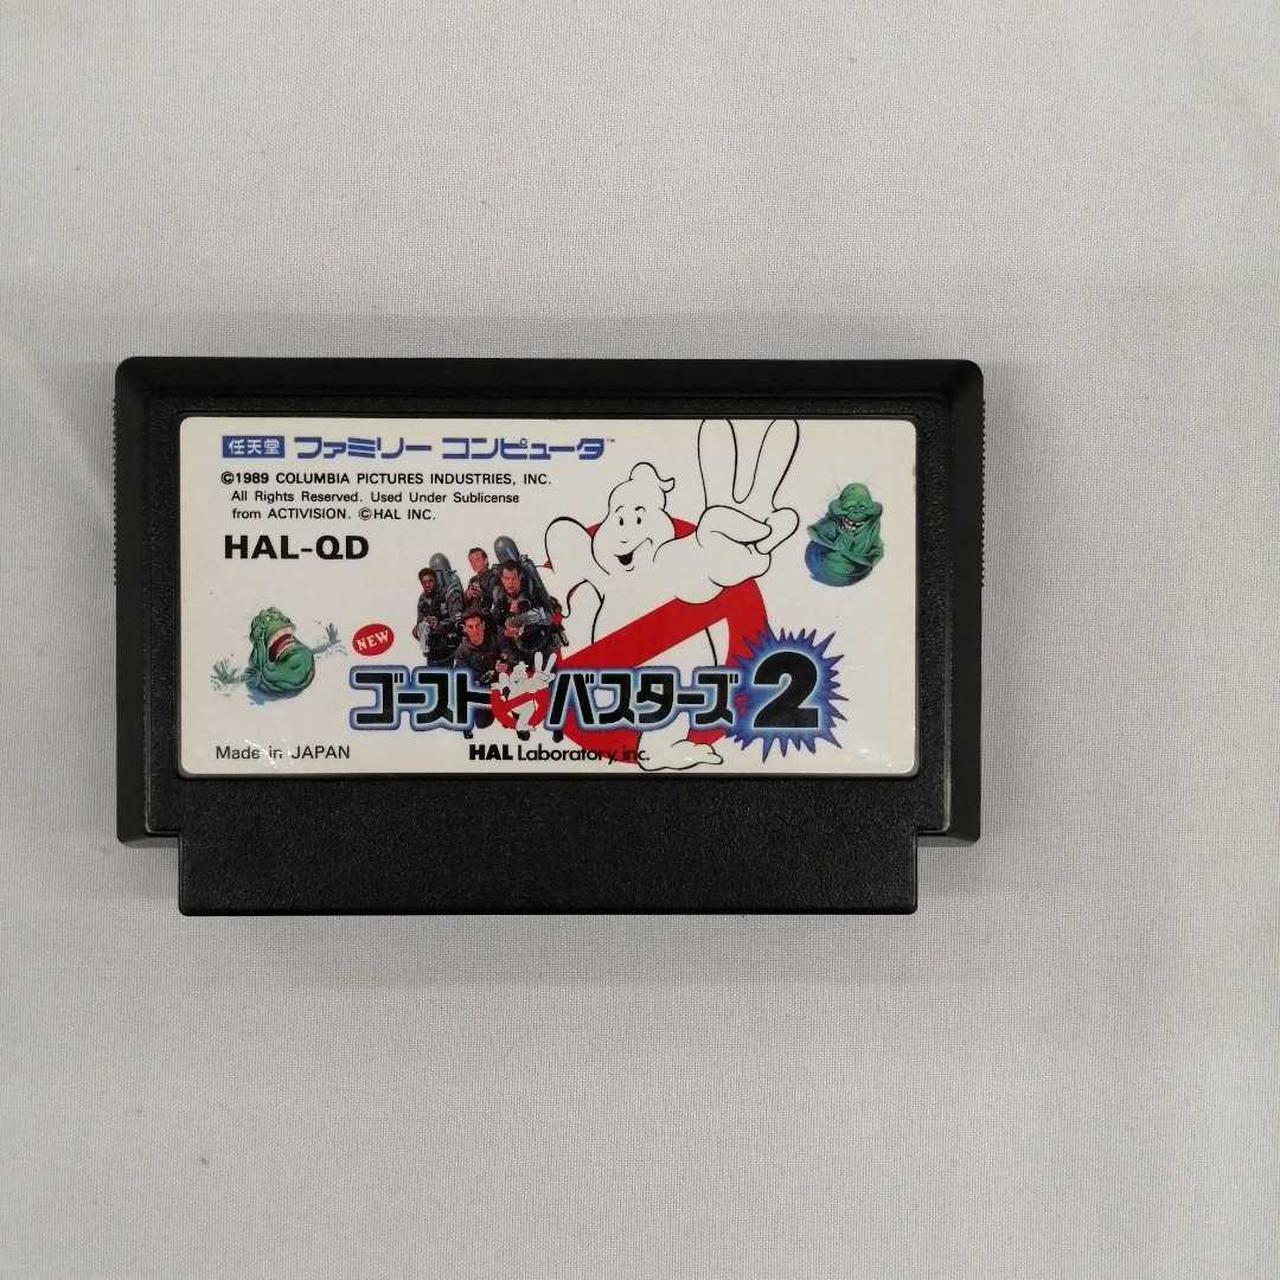 任天堂 ファミリー コンピュータ™
©1989 COLUMBIA PICTURES INDUSTRIES, INC.
All Rights Reserved. Used Under Sublicense
from ACTIVISION. ©HAL INC.
HAL-QD
NEW
ゴーストバスターズ2
Made in JAPAN
HAL Laboratory, inc.